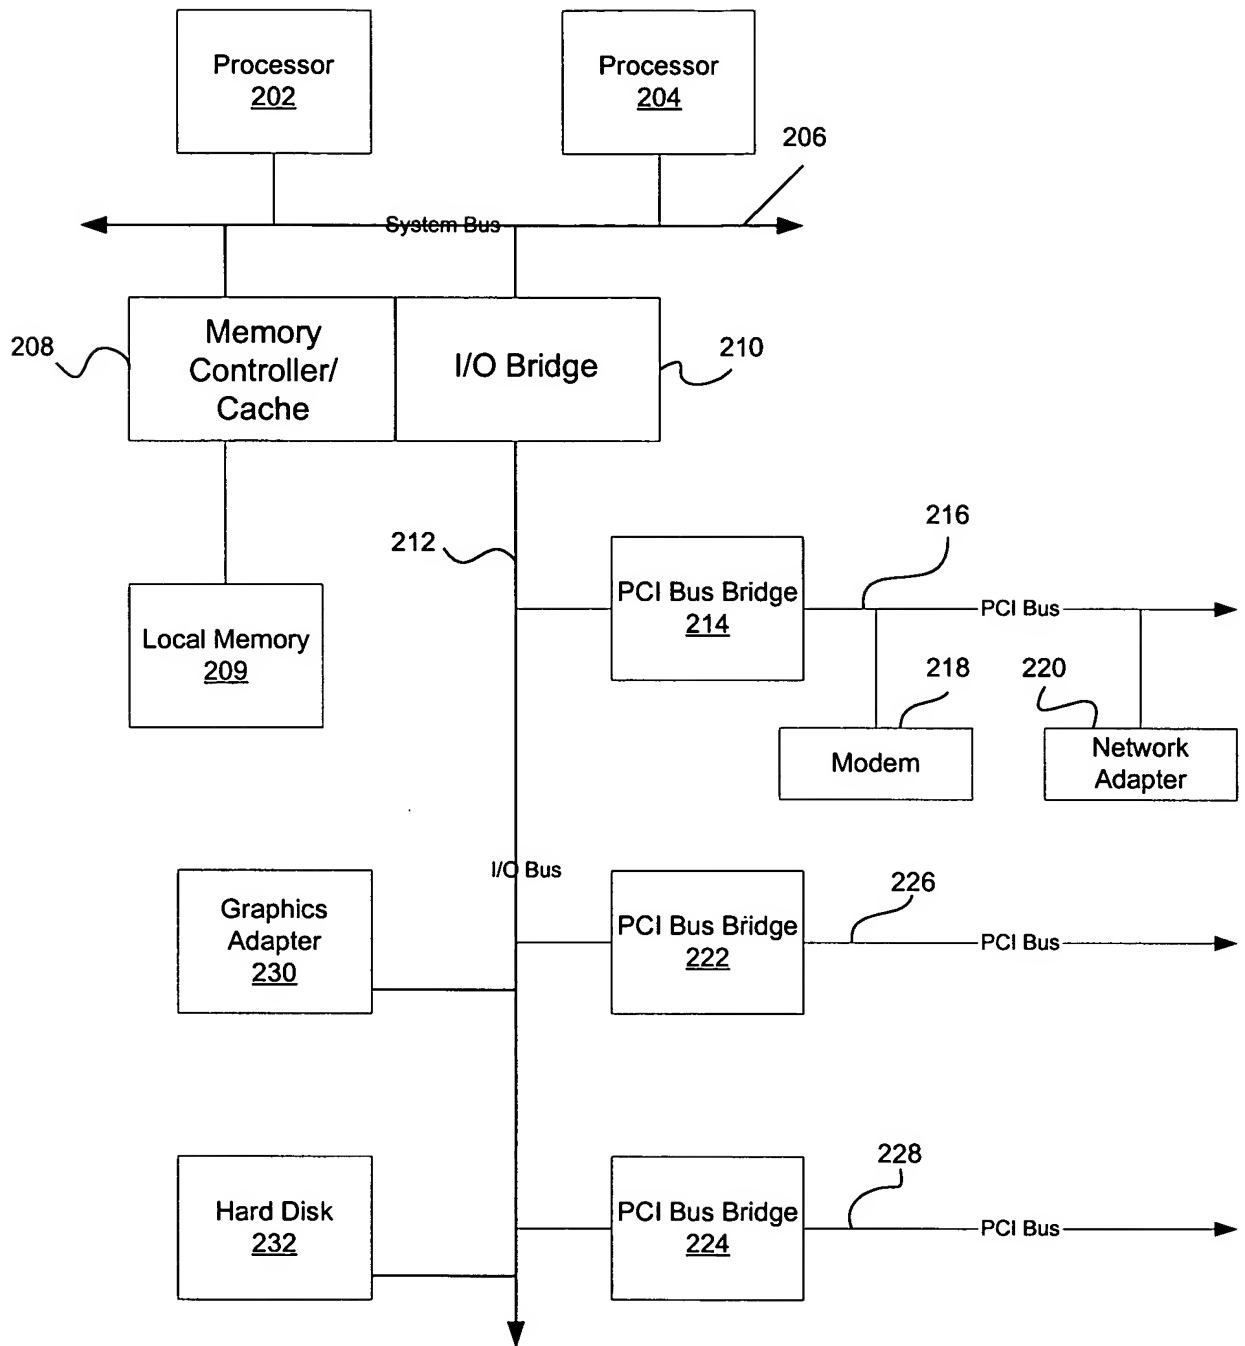 Processor
202
Processor
204
206
System Bus
208
Memory
Controller/
Cache
I/O Bridge
210
212
216
PCI Bus Bridge
214
PCI Bus
Local Memory
209
218
220
Modem
Network
Adapter
I/O Bus
Graphics
Adapter
230
PCI Bus Bridge
222
226
PCI Bus
Hard Disk
232
PCI Bus Bridge
224
228
PCI Bus